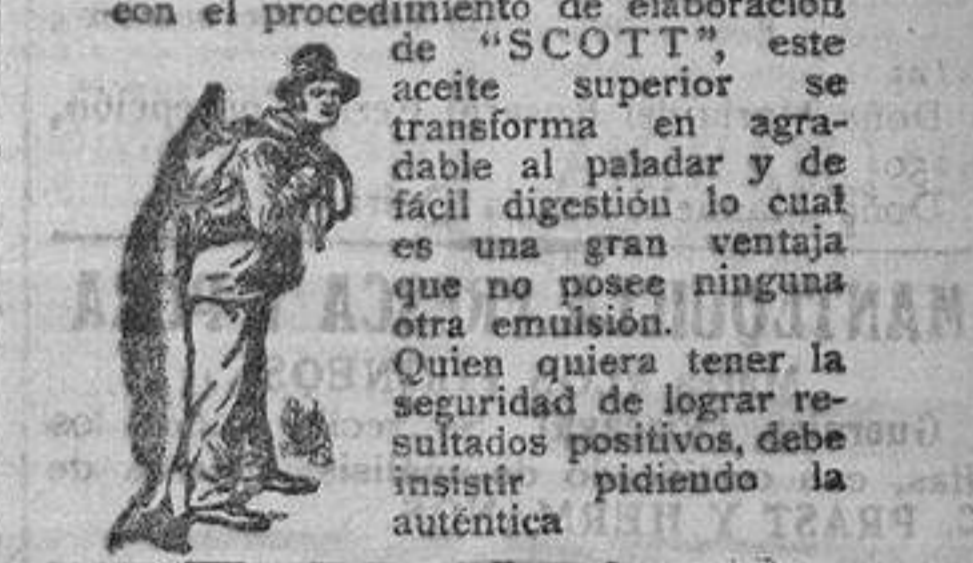 con el procedimiento de elaboración
de “SCOTT”, este
aceite superior se
transforma en agra-
dable al paladar y de
fácil digestión lo cual
es una gran ventaja
que no posee ninguna
otra emulsión.
Quien quiera tener la
seguridad de lograr re-
sultados positivos, debe
insistir pidiendo la
auténtica